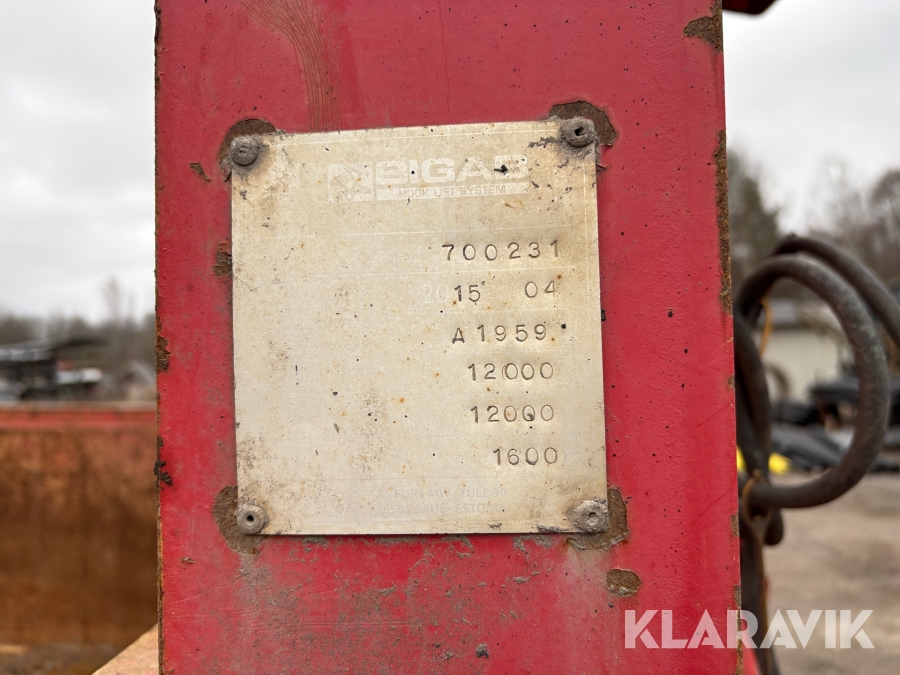 BIGAB
HOOK LIFT SYSTEM
700231
2015 04
A1959
12000
12000
1600
KLARAVIK